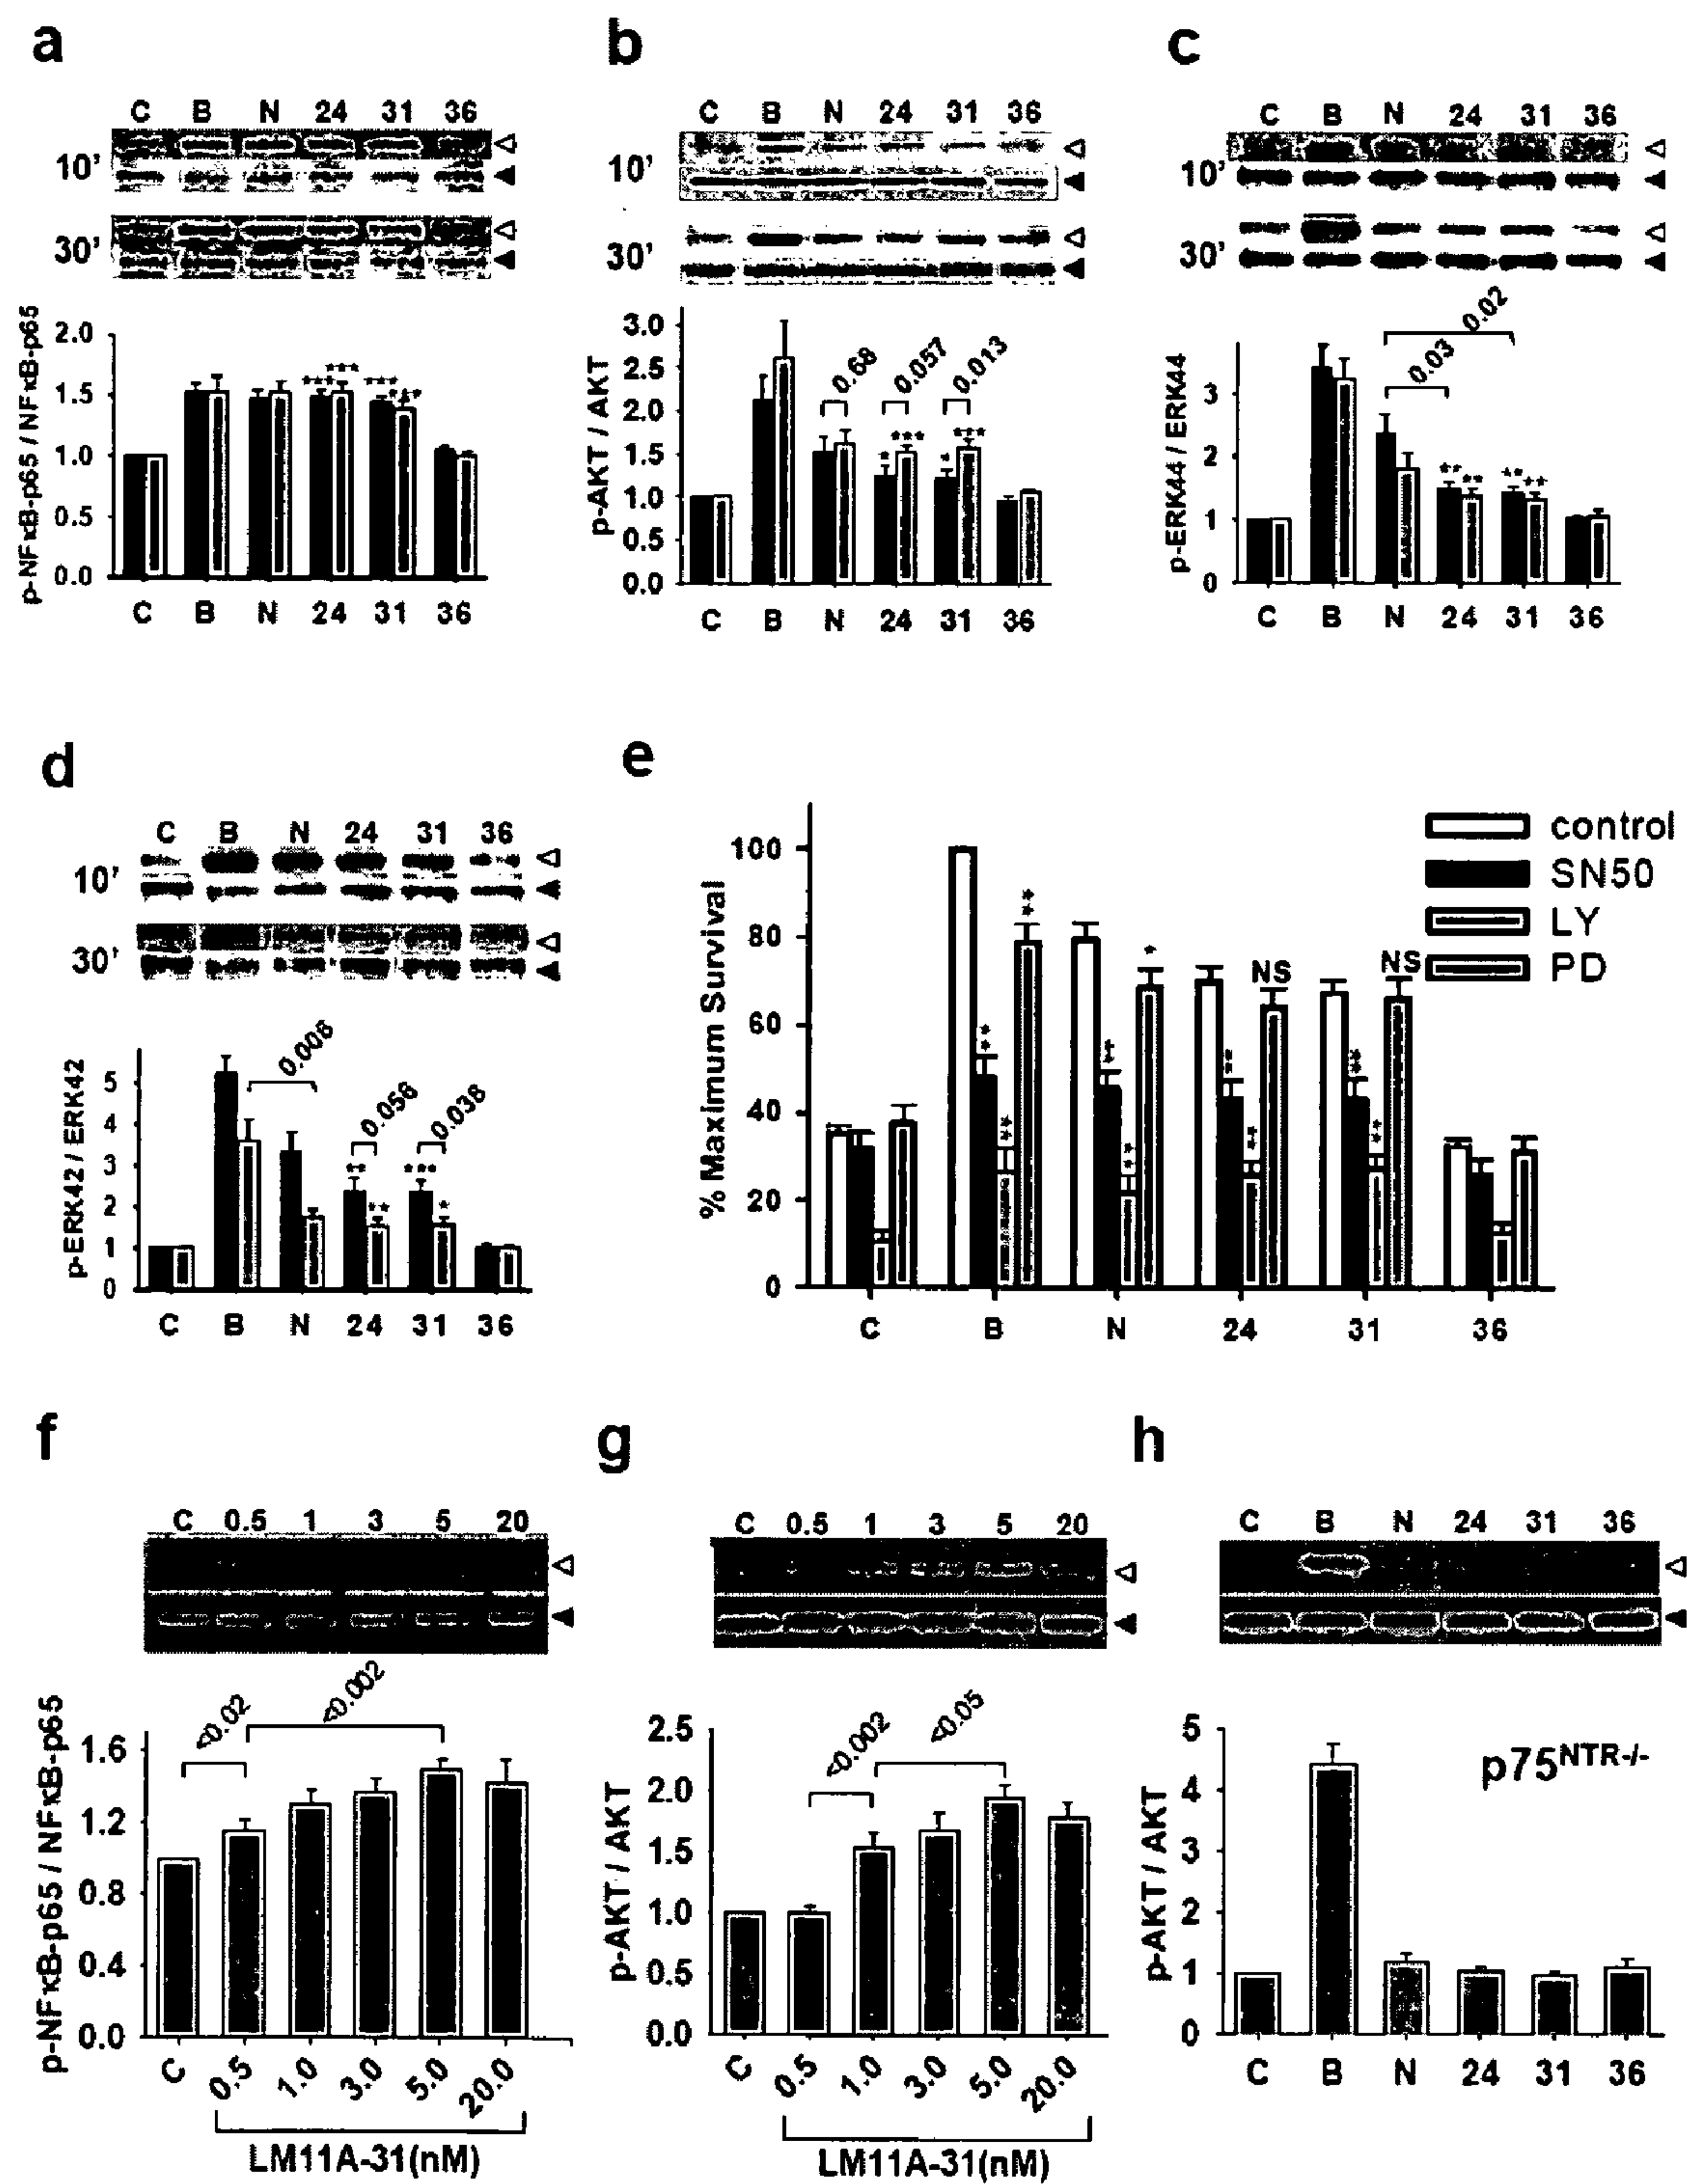 a
C B N 24 31 36
10'
30'
p-NFκB-p65 / NFκB-p65
2.0
1.5
1.0
0.5
0.0
*** *** *** ***
C B N 24 31 36
b
C B N 24 31 36
10'
30'
p-AKT / AKT
3.0
2.5
2.0
1.5
1.0
0.5
0.0
0.68 0.057 0.013
* *** * ***
C B N 24 31 36
c
C B N 24 31 36
10'
30'
p-ERK44 / ERK44
3
2
1
0
0.02
0.03
** ** ** **
C B N 24 31 36
d
C B N 24 31 36
10'
30'
p-ERK42 / ERK42
5
4
3
2
1
0
0.056 0.038
** ** *** *
C B N 24 31 36
e
% Maximum Survival
100
80
60
40
20
0
** ** **
** ** *
** ** NS
** ** NS
C B N 24 31 36
control
SN50
LY
PD
f
C 0.5 1 3 5 20
p-NFκB-p65 / NFκB-p65
1.6
1.2
0.8
0.4
0.0
<0.02 <0.002
C 0.5 1.0 3.0 5.0 20.0
LM11A-31(nM)
g
C 0.5 1 3 5 20
p-AKT / AKT
2.5
2.0
1.5
1.0
0.5
0.0
<0.002 <0.05
C 0.5 1.0 3.0 5.0 20.0
LM11A-31(nM)
h
C B N 24 31 36
p-AKT / AKT
5
4
3
2
1
0
p75NTR-/-
C B N 24 31 36